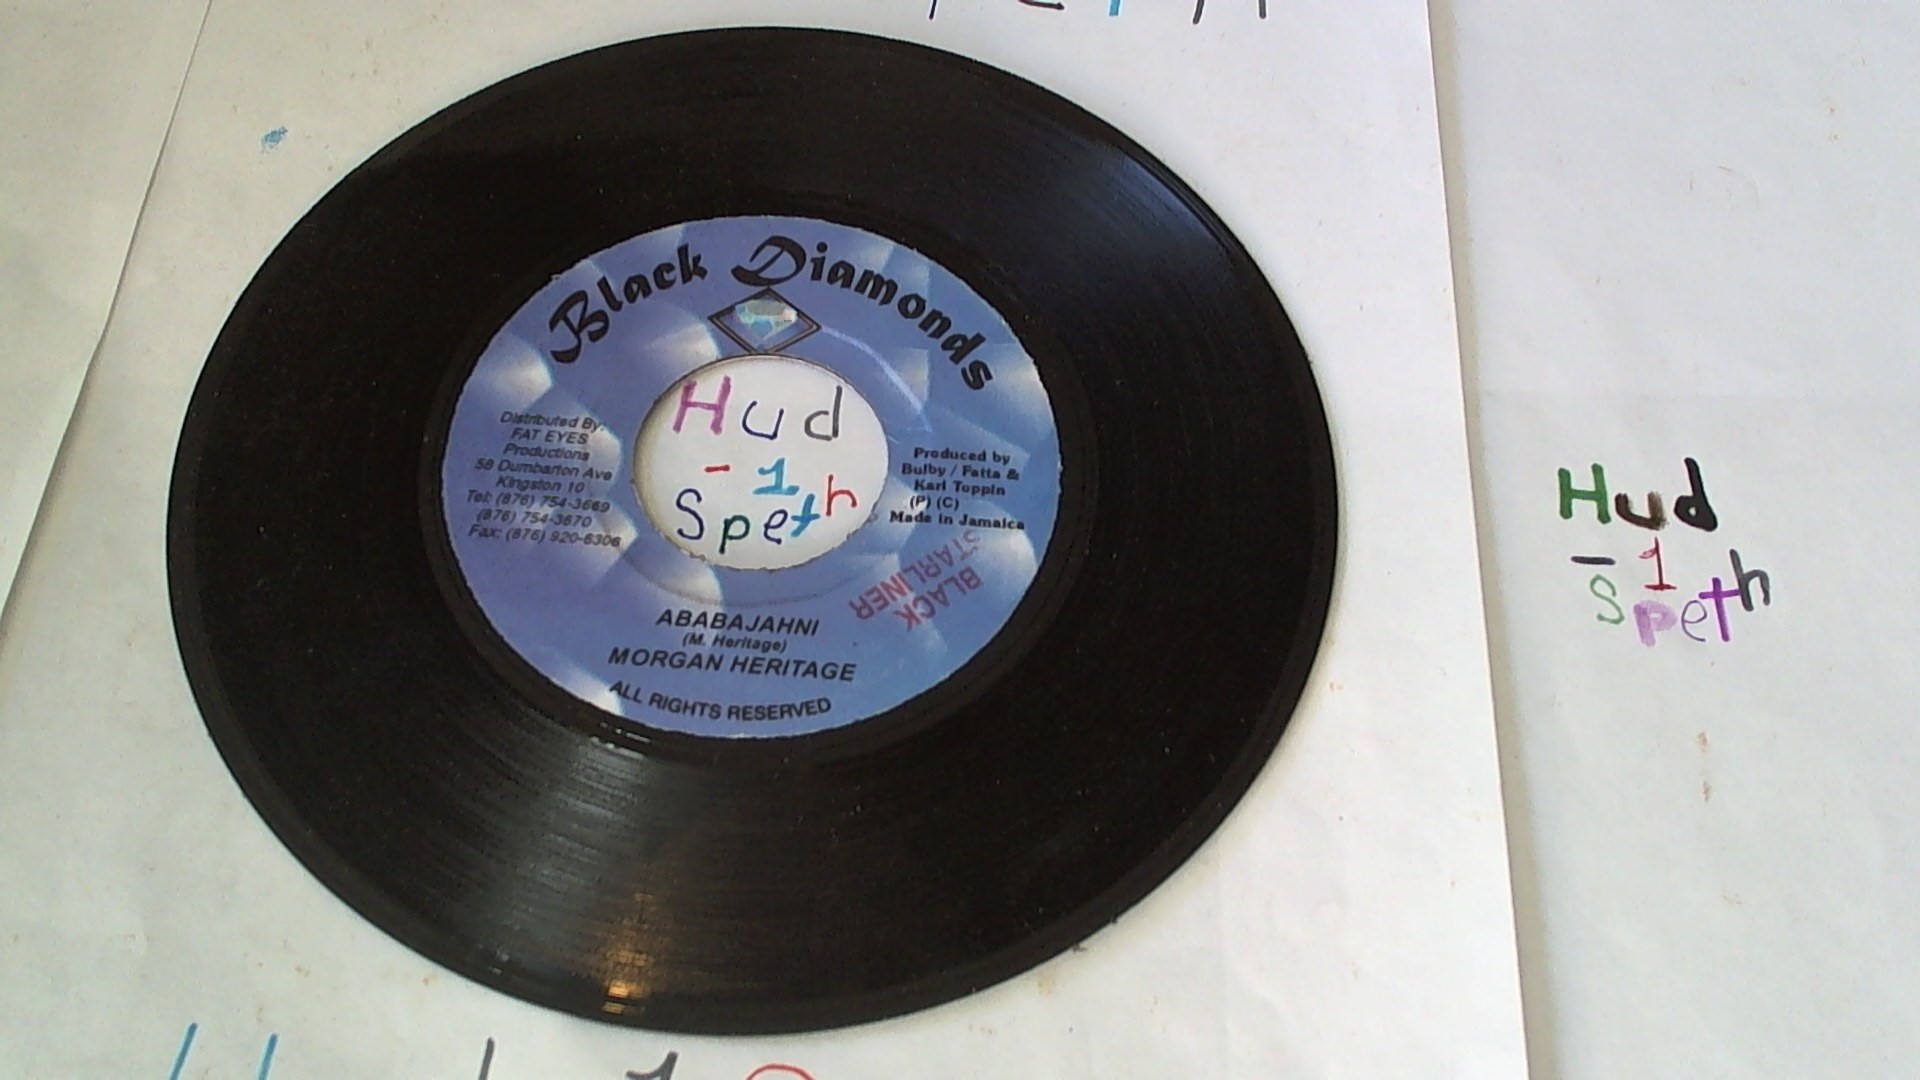 Black Diamonds
Distributed By:
FAT EYES
Productions
58 Dumbarton Ave
Kingston 10
Tel: (876) 754-3669
(876) 754-3670
Fax: (876) 920-6306
Hud
- 1
Speth
Produced by
Bulby / Fatta &
Karl Toppin
(P) (C)
Made in Jamaica
BLACK
STARLINER
ABABAJAHNI
(M. Heritage)
MORGAN HERITAGE
ALL RIGHTS RESERVED
Hud
- 1
Speth